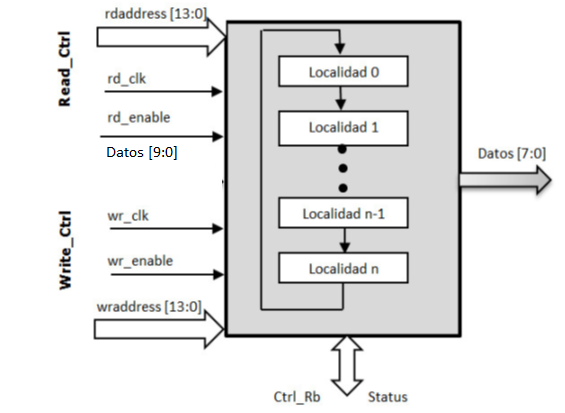 rdaddress [13:0]
Read_Ctrl
rd_clk
rd_enable
Datos [9:0]
Write_Ctrl
wr_clk
wr_enable
wraddress [13:0]
Localidad 0
Localidad 1
Localidad n-1
Localidad n
Datos [7:0]
Ctrl_Rb
Status